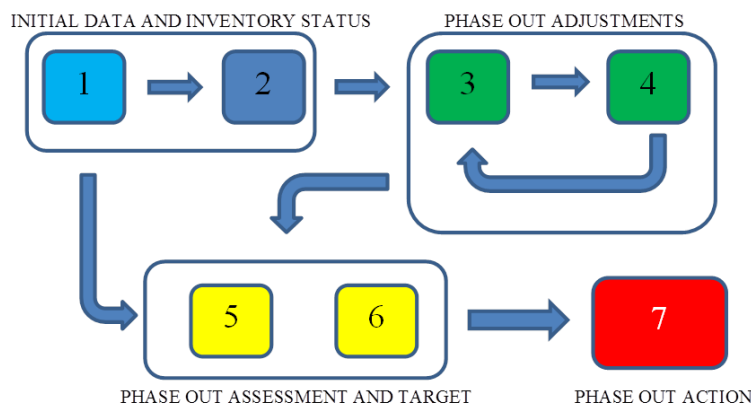 INITIAL DATA AND INVENTORY STATUS
PHASE OUT ADJUSTMENTS
1
2
3
4
5
6
7
PHASE OUT ASSESSMENT AND TARGET
PHASE OUT ACTION